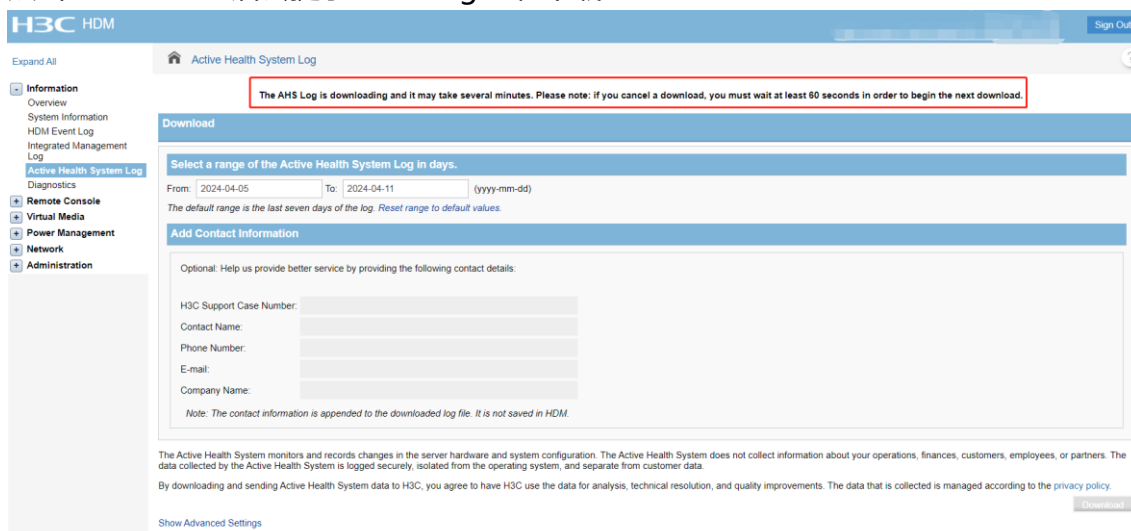 H3C HDM
Sign Out
Expand All
Active Health System Log
Information
Overview
System Information
HDM Event Log
Integrated Management
Log
Active Health System Log
Diagnostics
Remote Console
Virtual Media
Power Management
Network
Administration
The AHS Log is downloading and it may take several minutes. Please note: if you cancel a download, you must wait at least 60 seconds in order to begin the next download.
Download
Select a range of the Active Health System Log in days.
From: 2024-04-05 To: 2024-04-11 (yyyy-mm-dd)
The default range is the last seven days of the log. Reset range to default values.
Add Contact Information
Optional: Help us provide better service by providing the following contact details:
H3C Support Case Number:
Contact Name:
Phone Number:
E-mail:
Company Name:
Note: The contact information is appended to the downloaded log file. It is not saved in HDM.
The Active Health System monitors and records changes in the server hardware and system configuration. The Active Health System does not collect information about your operations, finances, customers, employees, or partners. The
data collected by the Active Health System is logged securely, isolated from the operating system, and separate from customer data.
By downloading and sending Active Health System data to H3C, you agree to have H3C use the data for analysis, technical resolution, and quality improvements. The data that is collected is managed according to the privacy policy.
Download
Show Advanced Settings